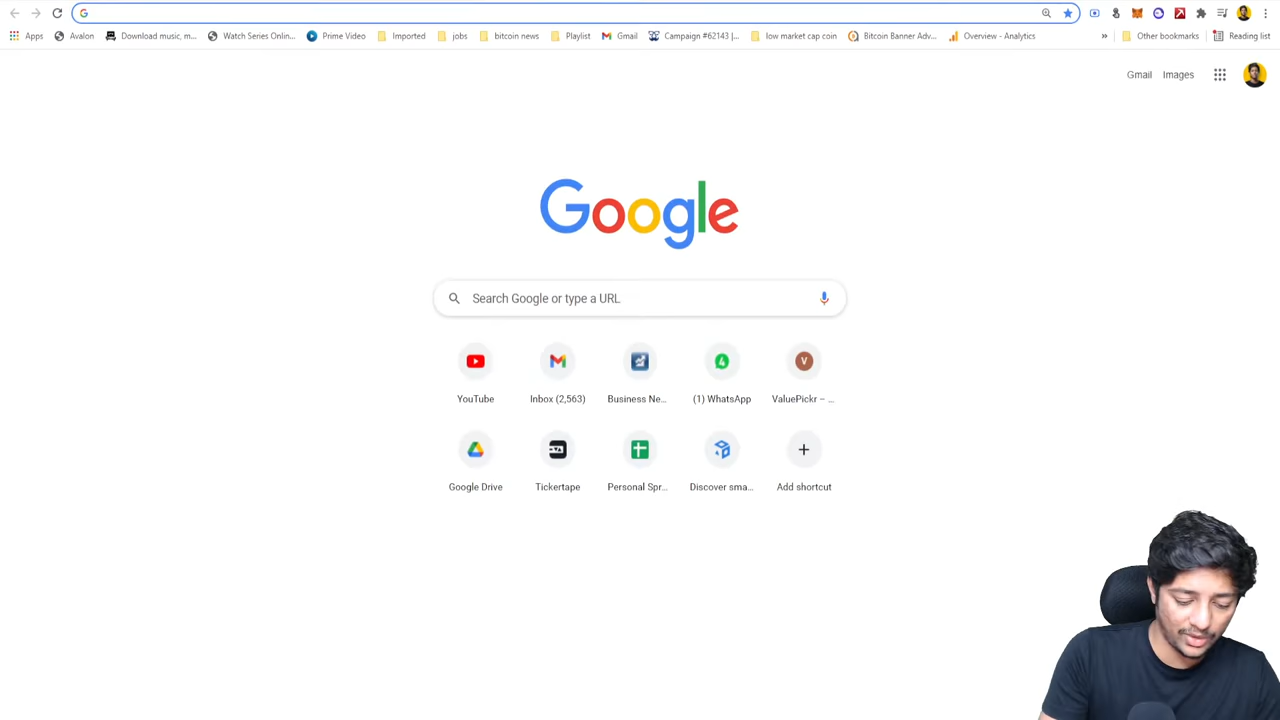 Apps Avalon Download music, m... Watch Series Onlin... Prime Video Imported jobs bitcoin news Playlist Gmail Campaign #62143 |... low market cap coin Bitcoin Banner Adv... Overview - Analytics » Other bookmarks Reading list
Gmail Images
Google
Search Google or type a URL
YouTube Inbox (2,563) Business Ne... (1) WhatsApp ValuePickr – ...
Google Drive Tickertape Personal Spr... Discover sma... Add shortcut